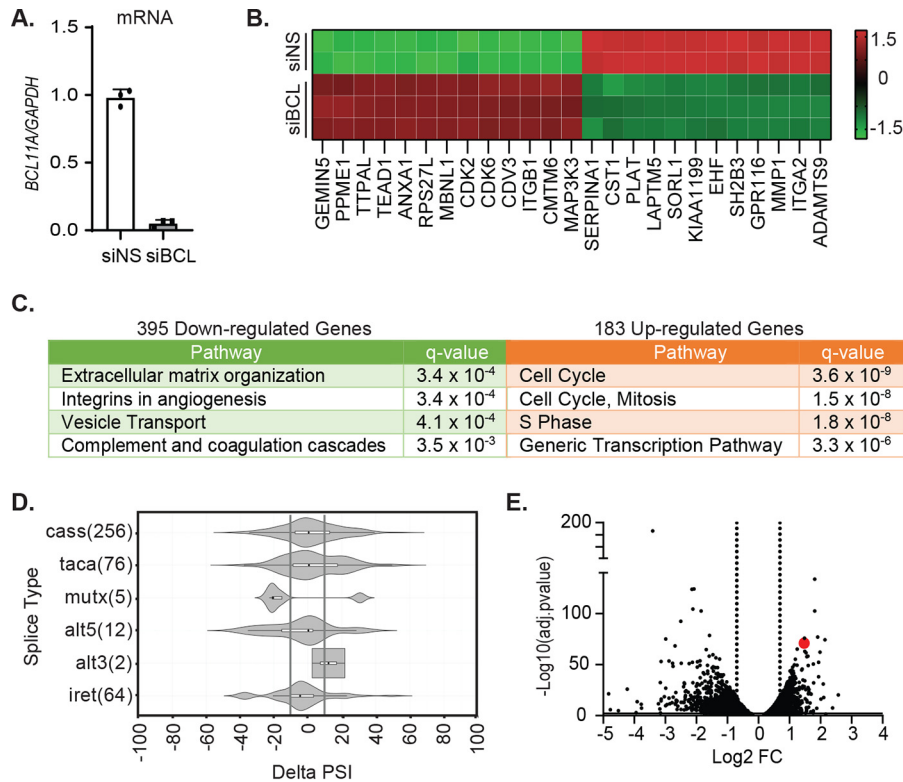 A.
mRNA
1.5
1.0
0.5
0.0
BCL11A/GAPDH
siNS siBCL
B.
siNS
siBCL
1.5
1
0
-1
-1.5
GEMIN5
PPME1
TTPAL
TEAD1
ANXA1
RPS27L
MBNL1
CDK2
CDK6
CDV3
ITGB1
CMTM6
MAP3K3
SERPINA1
CST1
PLAT
LAPTM5
SORL1
KIAA1199
EHF
SH2B3
GPR116
MMP1
ITGA2
ADAMTS9
C.
395 Down-regulated Genes 183 Up-regulated Genes
Pathway q-value Pathway q-value
Extracellular matrix organization 3.4 x 10⁻⁴ Cell Cycle 3.6 x 10⁻⁹
Integrins in angiogenesis 3.4 x 10⁻⁴ Cell Cycle, Mitosis 1.5 x 10⁻⁸
Vesicle Transport 4.1 x 10⁻⁴ S Phase 1.8 x 10⁻⁸
Complement and coagulation cascades 3.5 x 10⁻³ Generic Transcription Pathway 3.3 x 10⁻⁶
D.
Splice Type
cass(256)
taca(76)
mutx(5)
alt5(12)
alt3(2)
iret(64)
-100 -80 -60 -40 -20 0 20 40 60 80 100
Delta PSI
E.
-Log10(adj.pvalue)
200
100
50
0
-5 -4 -3 -2 -1 0 1 2 3 4
Log2 FC